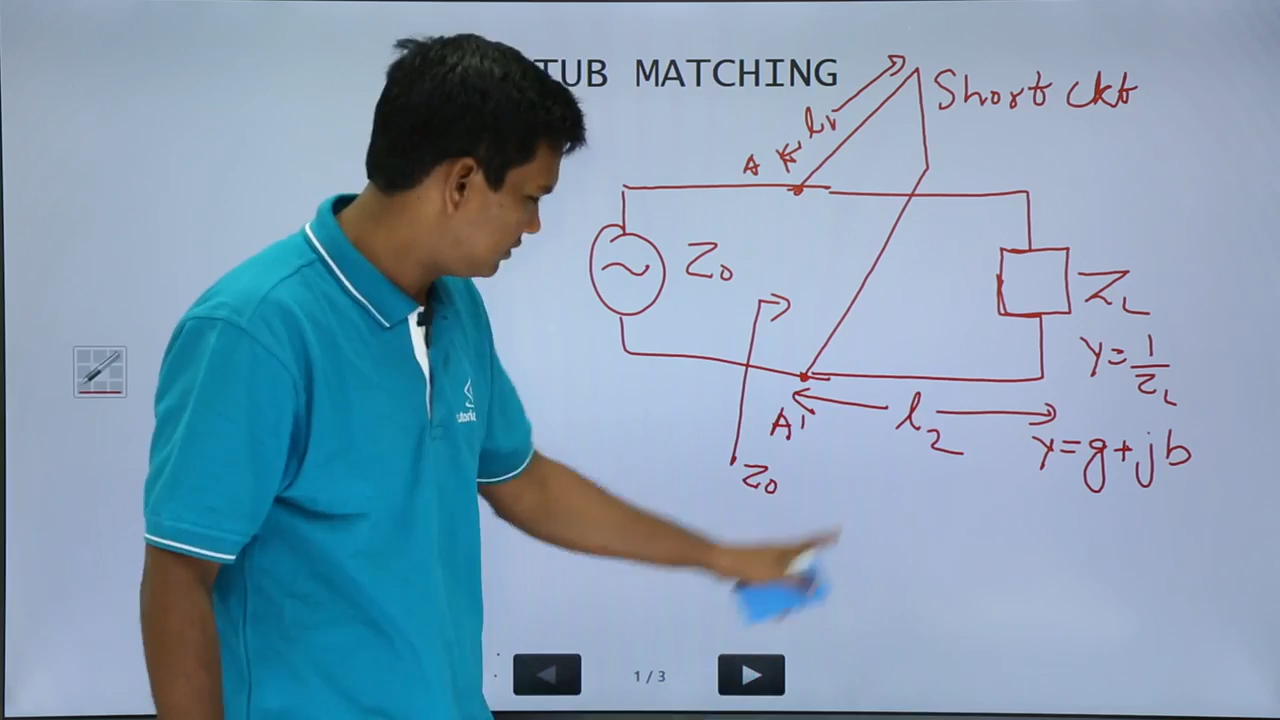 TUB MATCHING
Short ckt
l1
A
Z0
ZL
Y=1/ZL
A'
l2
Y=g+jb
Z0
1/3